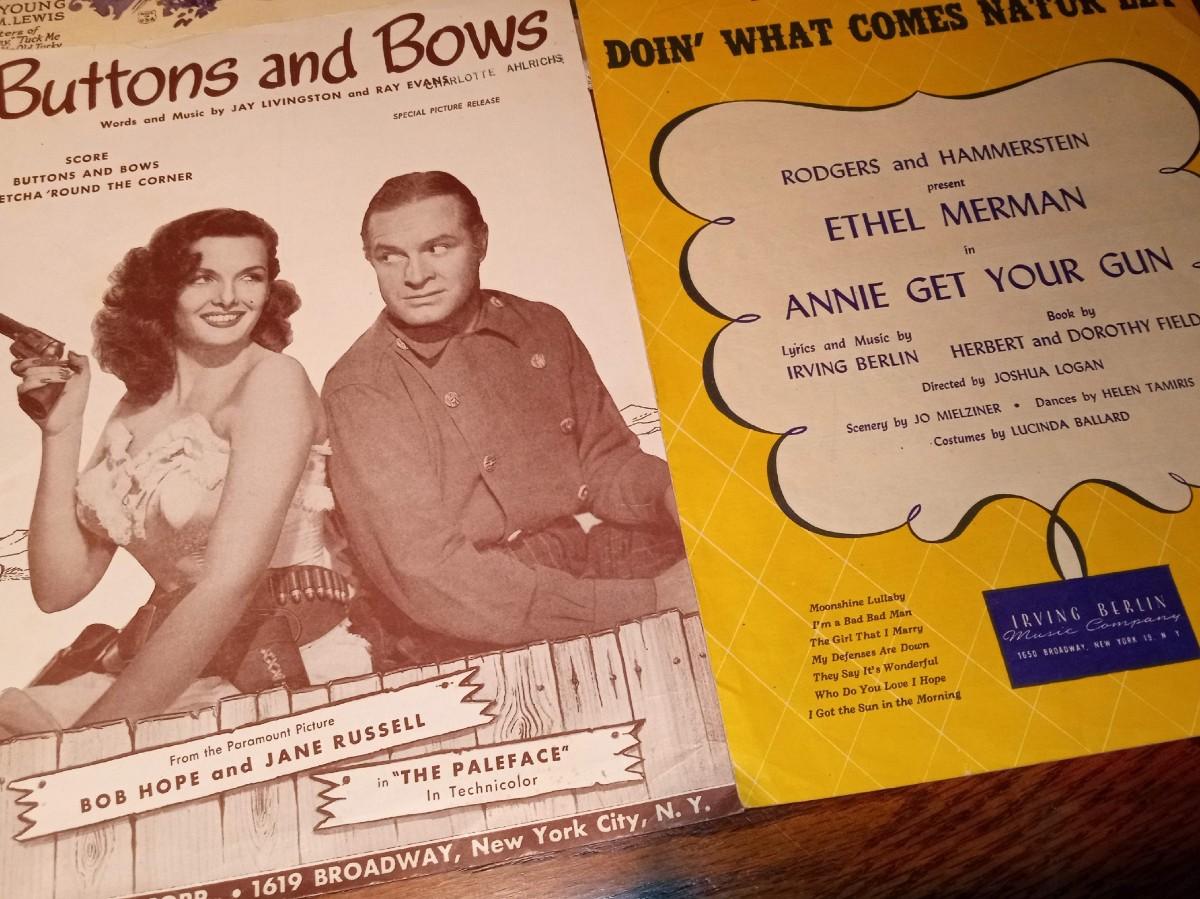 YOUNG
M. LEWIS
"Tuck Me
Buttons and Bows
CHARLOTTE AHLRICHS
Words and Music by JAY LIVINGSTON and RAY EVANS
SPECIAL PICTURE RELEASE
SCORE
BUTTONS AND BOWS
ETCHA 'ROUND THE CORNER
From the Paramount Picture
BOB HOPE and JANE RUSSELL
in "THE PALEFACE"
In Technicolor
• 1619 BROADWAY, New York City, N. Y.
DOIN' WHAT COMES NATUR'LLY
RODGERS and HAMMERSTEIN
present
ETHEL MERMAN
in
ANNIE GET YOUR GUN
Lyrics and Music by
IRVING BERLIN
Book by
HERBERT and DOROTHY FIELD
Directed by JOSHUA LOGAN
Scenery by JO MIELZINER • Dances by HELEN TAMIRIS
Costumes by LUCINDA BALLARD
Moonshine Lullaby
I'm a Bad Bad Man
The Girl That I Marry
My Defenses Are Down
They Say It's Wonderful
Who Do You Love I Hope
I Got the Sun in the Morning
IRVING BERLIN
Music Company
1650 BROADWAY, NEW YORK 19, N. Y.